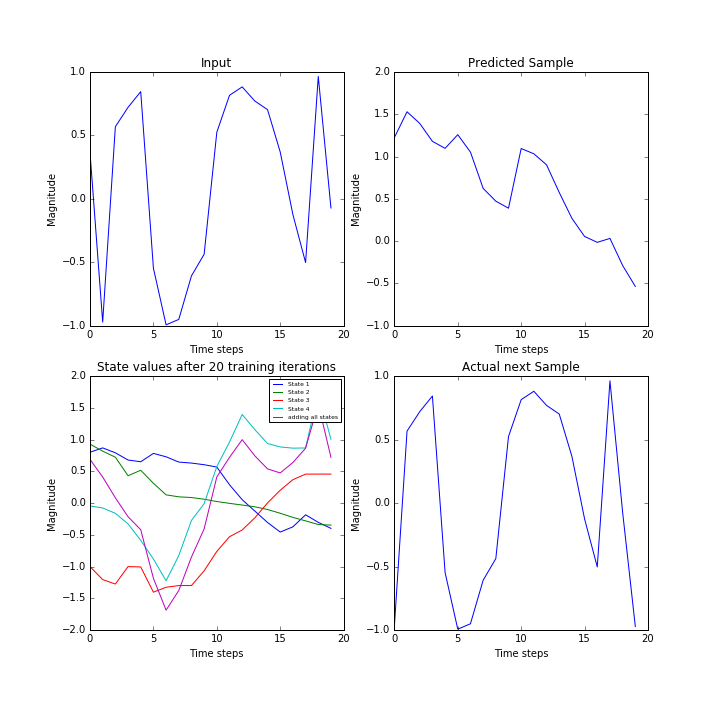 Input
1.0
0.5
0.0
−0.5
−1.0
0 5 10 15 20
Magnitude
Time steps
Predicted Sample
2.0
1.5
1.0
0.5
0.0
−0.5
−1.0
0 5 10 15 20
Magnitude
Time steps
State values after 20 training iterations
2.0
1.5
1.0
0.5
0.0
−0.5
−1.0
−1.5
−2.0
0 5 10 15 20
Magnitude
Time steps
State 1
State 2
State 3
State 4
adding all states
Actual next Sample
1.0
0.5
0.0
−0.5
−1.0
0 5 10 15 20
Magnitude
Time steps